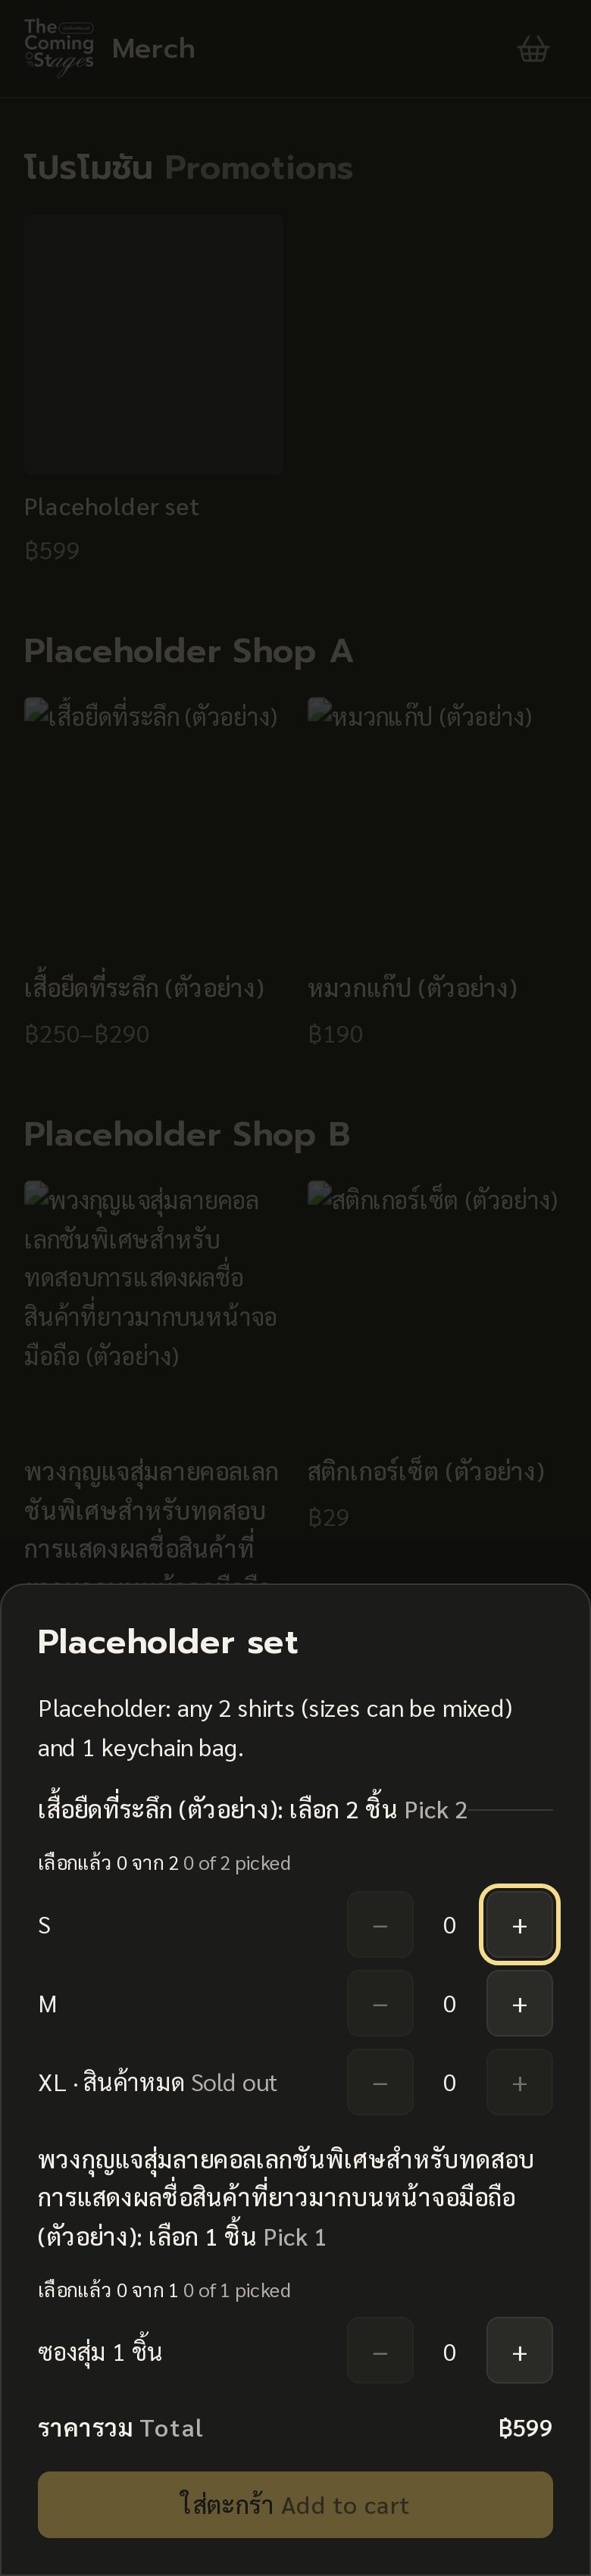 The
Coming
of Stages
Merch
โปรโมชัน Promotions
Placeholder set
฿599
Placeholder Shop A
เสื้อยืดที่ระลึก (ตัวอย่าง)
หมวกแก๊ป (ตัวอย่าง)
เสื้อยืดที่ระลึก (ตัวอย่าง)
฿250–฿290
หมวกแก๊ป (ตัวอย่าง)
฿190
Placeholder Shop B
พวงกุญแจสุ่มลายคอล
เลกชันพิเศษสำหรับ
ทดสอบการแสดงผลชื่อ
สินค้าที่ยาวมากบนหน้าจอ
มือถือ (ตัวอย่าง)
สติกเกอร์เซ็ต (ตัวอย่าง)
พวงกุญแจสุ่มลายคอลเลก
ชันพิเศษสำหรับทดสอบ
การแสดงผลชื่อสินค้าที่
สติกเกอร์เซ็ต (ตัวอย่าง)
฿29
Placeholder set
Placeholder: any 2 shirts (sizes can be mixed)
and 1 keychain bag.
เสื้อยืดที่ระลึก (ตัวอย่าง): เลือก 2 ชิ้น Pick 2
เลือกแล้ว 0 จาก 2 0 of 2 picked
S − 0 +
M − 0 +
XL · สินค้าหมด Sold out − 0 +
พวงกุญแจสุ่มลายคอลเลกชันพิเศษสำหรับทดสอบ
การแสดงผลชื่อสินค้าที่ยาวมากบนหน้าจอมือถือ
(ตัวอย่าง): เลือก 1 ชิ้น Pick 1
เลือกแล้ว 0 จาก 1 0 of 1 picked
ซองสุ่ม 1 ชิ้น − 0 +
ราคารวม Total ฿599
ใส่ตะกร้า Add to cart